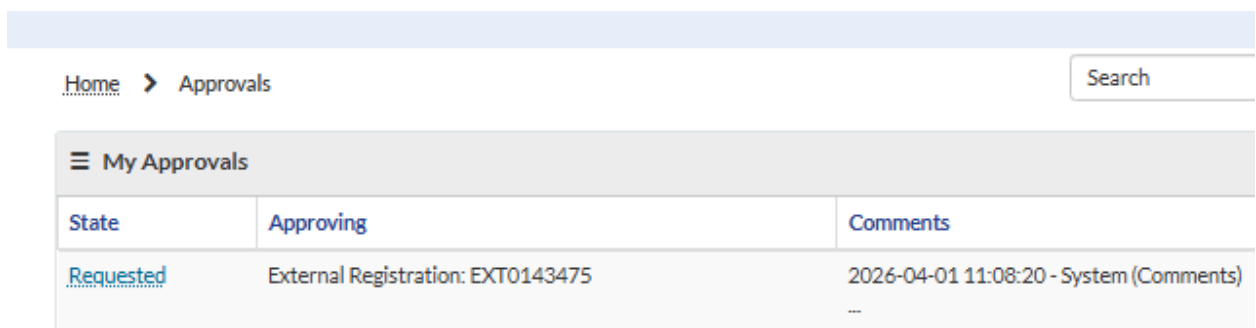 Home > Approvals
Search
☰ My Approvals
State Approving Comments
Requested External Registration: EXT0143475 2026-04-01 11:08:20 - System (Comments)
...